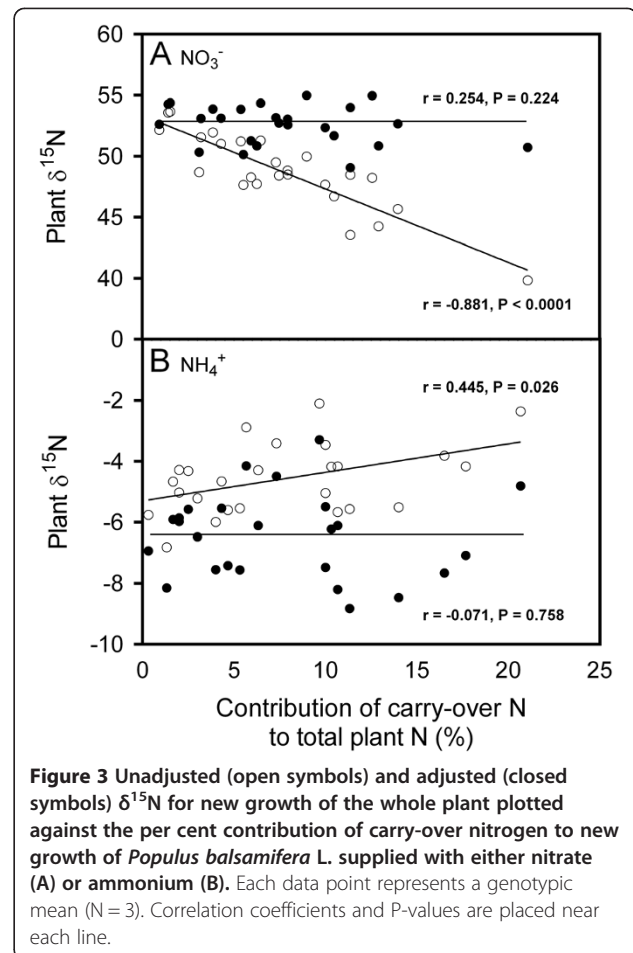 A NO₃⁻
60
55
50
45
40
0
Plant δ¹⁵N
r = 0.254, P = 0.224
r = -0.881, P < 0.0001
B NH₄⁺
-2
-4
-6
-8
-10
Plant δ¹⁵N
r = 0.445, P = 0.026
r = -0.071, P = 0.758
0 5 10 15 20 25
Contribution of carry-over N
to total plant N (%)
Figure 3 Unadjusted (open symbols) and adjusted (closed
symbols) δ¹⁵N for new growth of the whole plant plotted
against the per cent contribution of carry-over nitrogen to new
growth of Populus balsamifera L. supplied with either nitrate
(A) or ammonium (B). Each data point represents a genotypic
mean (N = 3). Correlation coefficients and P-values are placed near
each line.